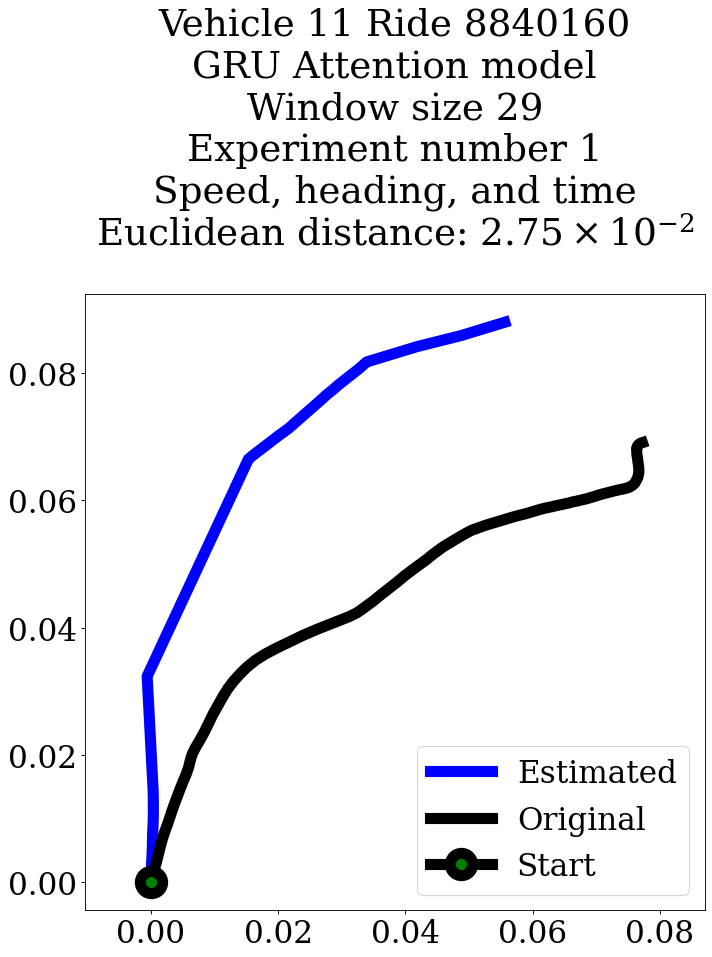 Vehicle 11 Ride 8840160
GRU Attention model
Window size 29
Experiment number 1
Speed, heading, and time
Euclidean distance: 2.75 × 10⁻²
0.08
0.06
0.04
0.02
0.00
Estimated
Original
Start
0.00 0.02 0.04 0.06 0.08